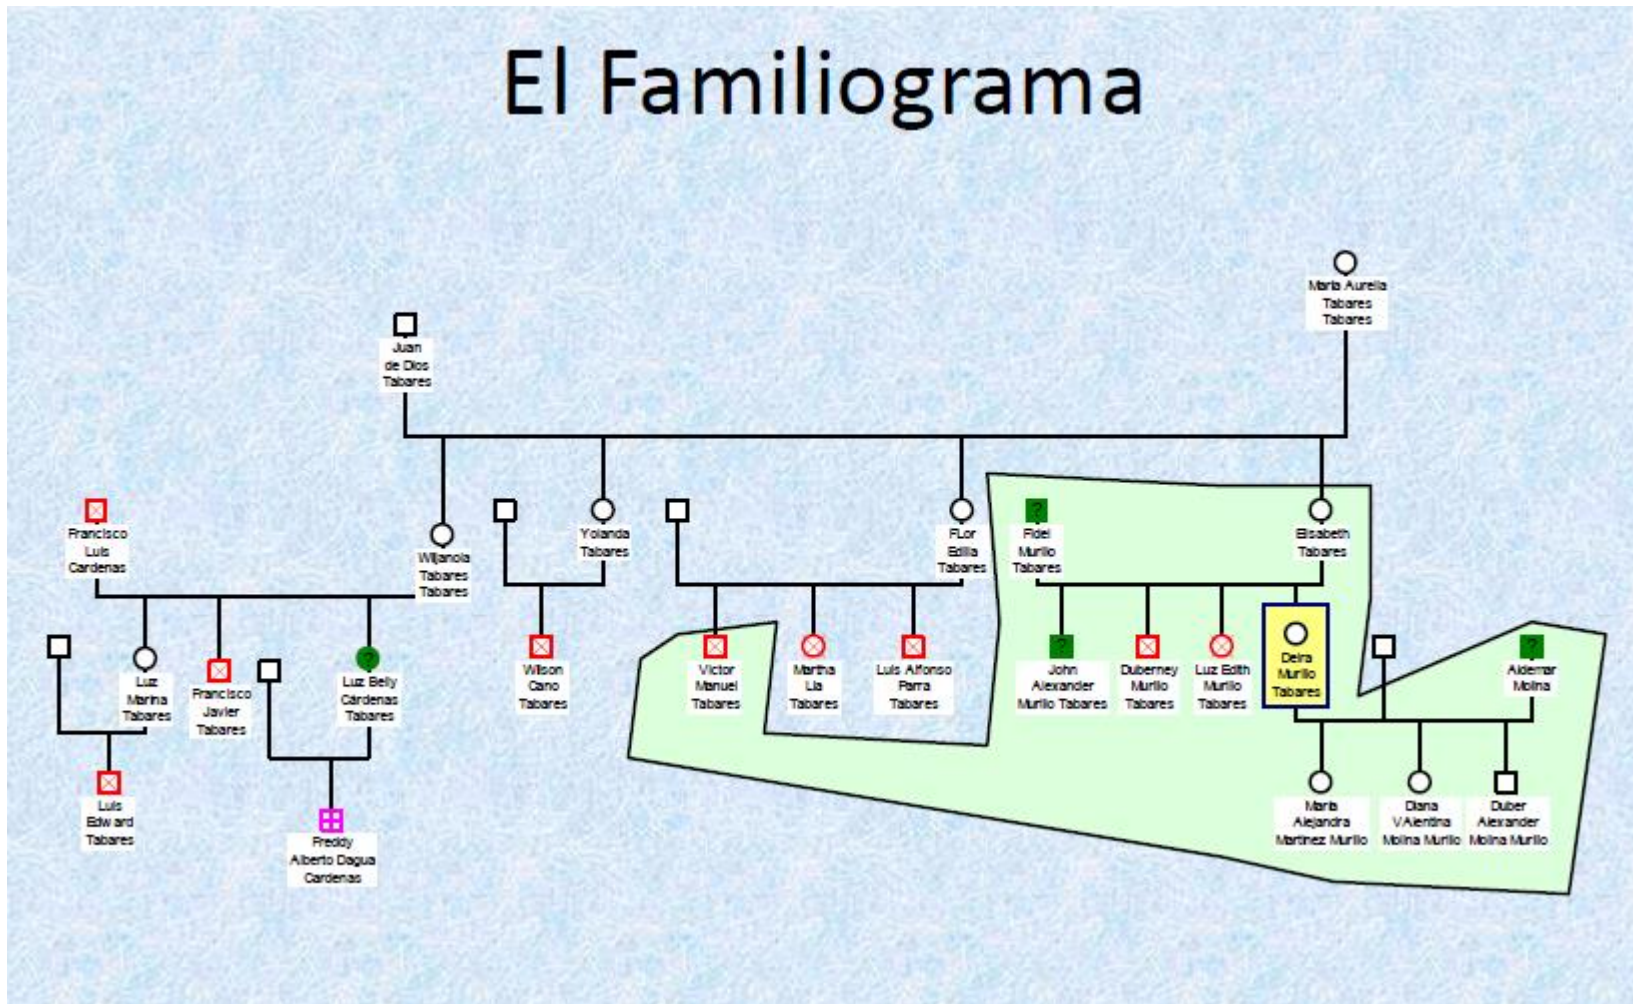 El Familiograma
Maria Aurelia
Tabares
Tabares
Juan
de Dios
Tabares
Francisco
Luis
Cardenas
Wiljanola
Tabares
Tabares
Yolanda
Tabares
FLor
Edilia
Tabares
?
Fidel
Murillo
Tabares
Elisabeth
Tabares
Luz
Marina
Tabares
Francisco
Javier
Tabares
?
Luz Belly
Cárdenas
Tabares
Wilson
Cano
Tabares
Victor
Manuel
Tabares
Martha
Lia
Tabares
Luis Alfonso
Parra
Tabares
?
John
Alexander
Murillo Tabares
Duberney
Murillo
Tabares
Luz Edith
Murillo
Tabares
Deira
Murillo
Tabares
?
Aldemar
Molina
Luis
Edward
Tabares
Freddy
Alberto Dagua
Cardenas
Maria
Alejandra
Martinez Murillo
Diana
VAlentina
Molina Murillo
Duber
Alexander
Molina Murillo